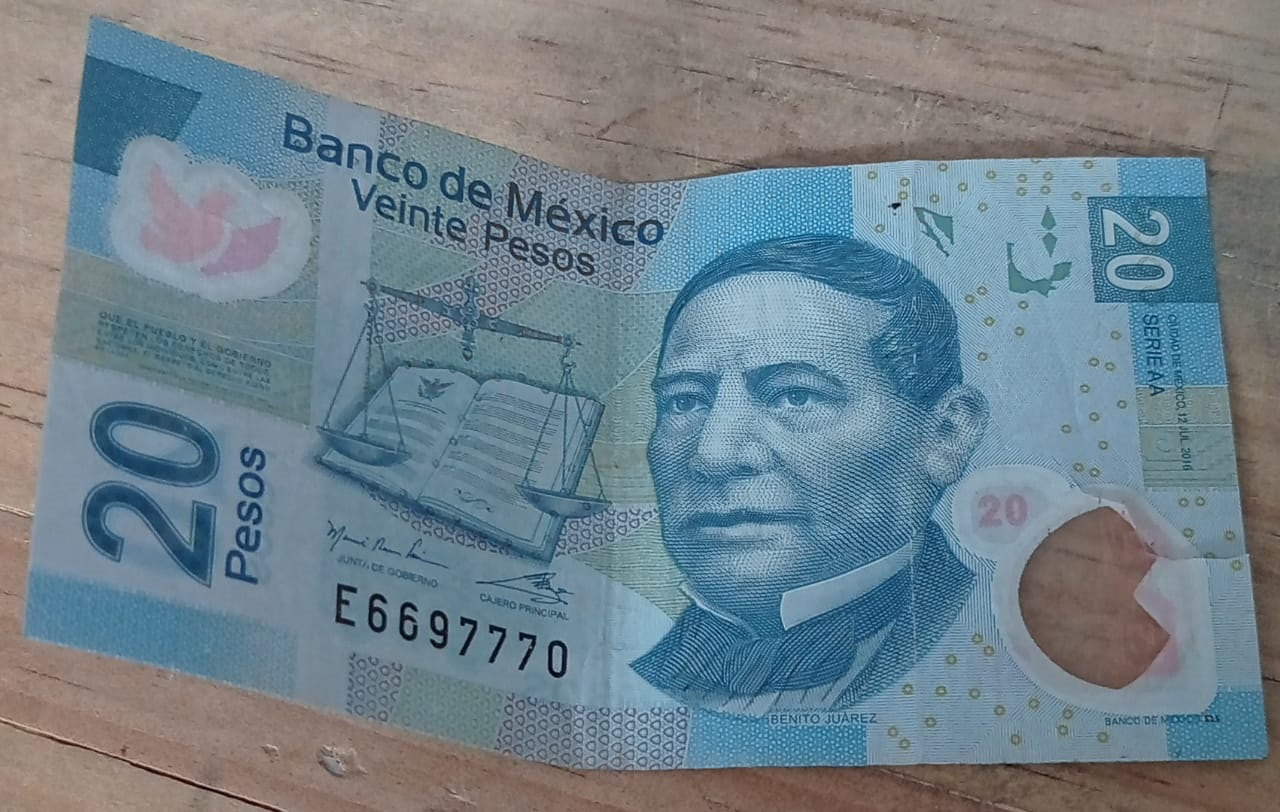 Banco de México
Veinte Pesos
20
SERIE AA
CIUDAD DE MÉXICO, 12 JUL. 2016
QUE EL PUEBLO Y EL GOBIERNO
20
Pesos
JUNTA DE GOBIERNO
CAJERO PRINCIPAL
E6697770
20
BENITO JUÁREZ
BANCO DE MÉXICO